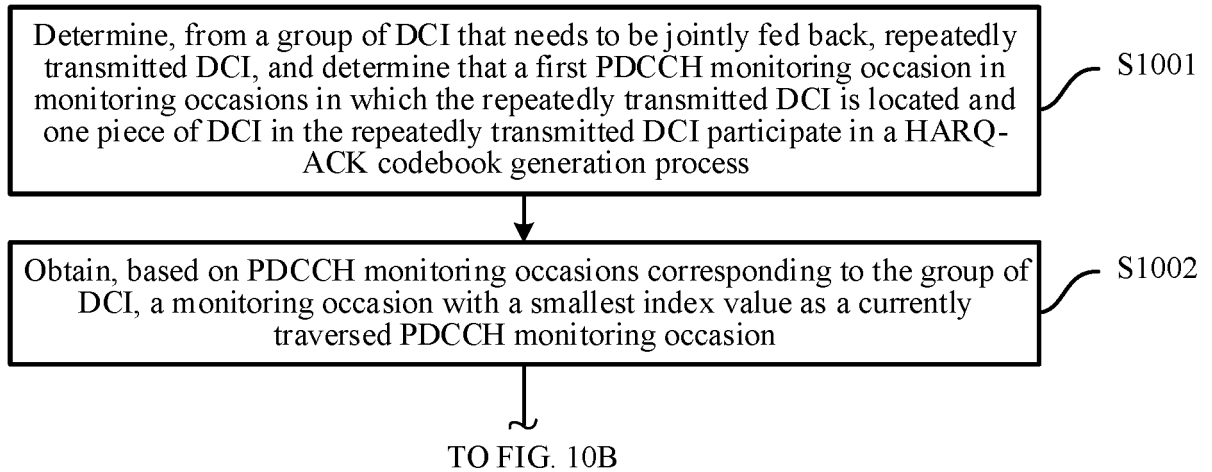 Determine, from a group of DCI that needs to be jointly fed back, repeatedly
transmitted DCI, and determine that a first PDCCH monitoring occasion in
monitoring occasions in which the repeatedly transmitted DCI is located and
one piece of DCI in the repeatedly transmitted DCI participate in a HARQ-
ACK codebook generation process
S1001
Obtain, based on PDCCH monitoring occasions corresponding to the group of
DCI, a monitoring occasion with a smallest index value as a currently
traversed PDCCH monitoring occasion
S1002
TO FIG. 10B